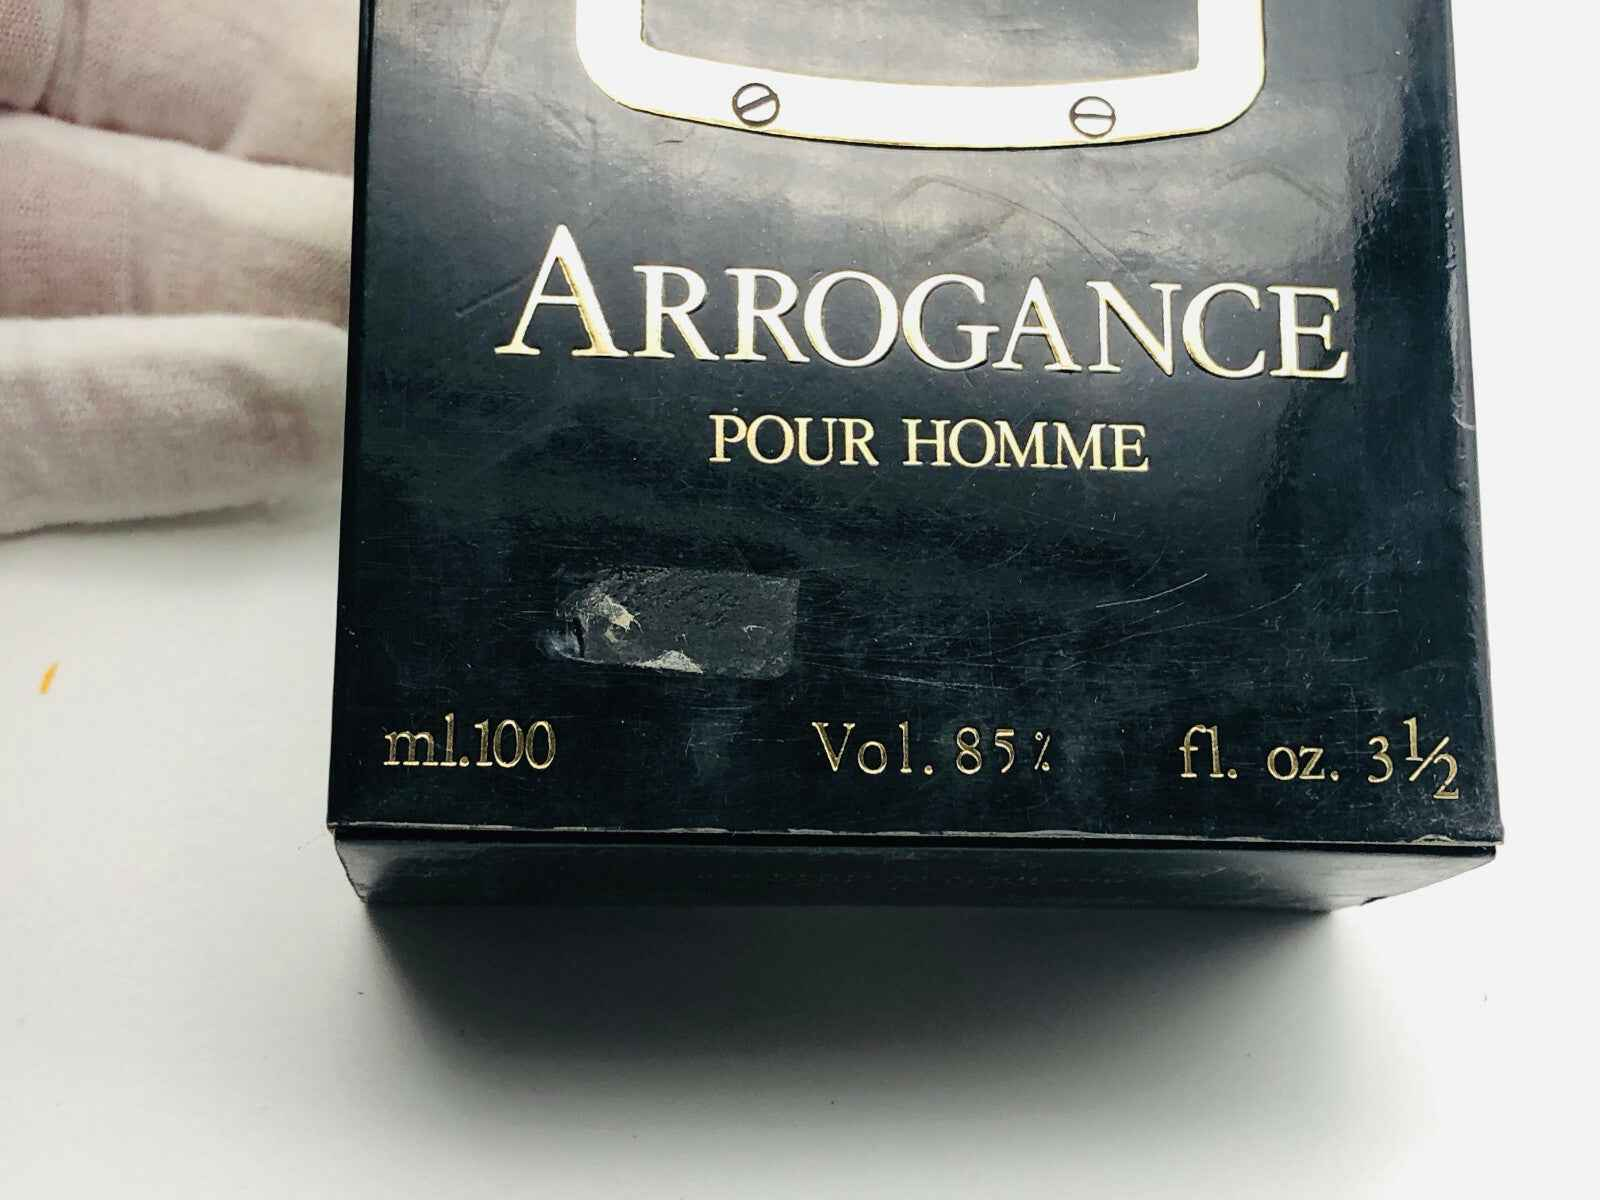 ARROGANCE
POUR HOMME
ml.100 Vol. 85% fl. oz. 3½